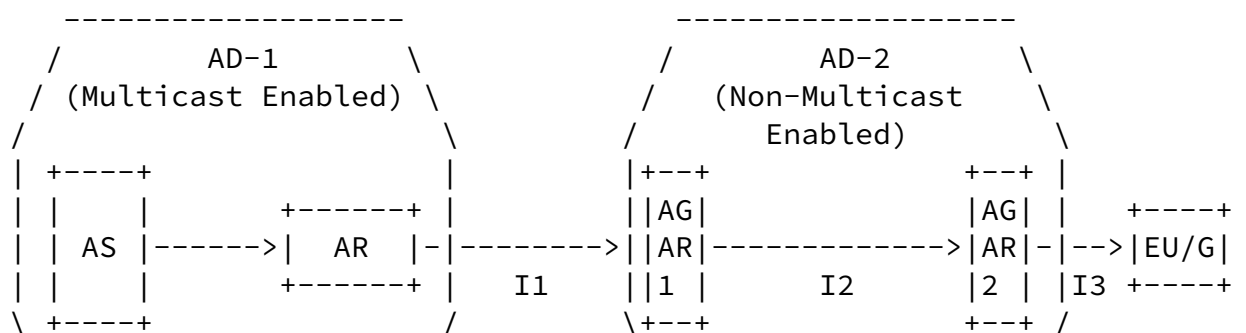 AD-1 AD-2
(Multicast Enabled) (Non-Multicast
Enabled)
AG AG
AS AR AR AR EU/G
I1 1 I2 2 I3